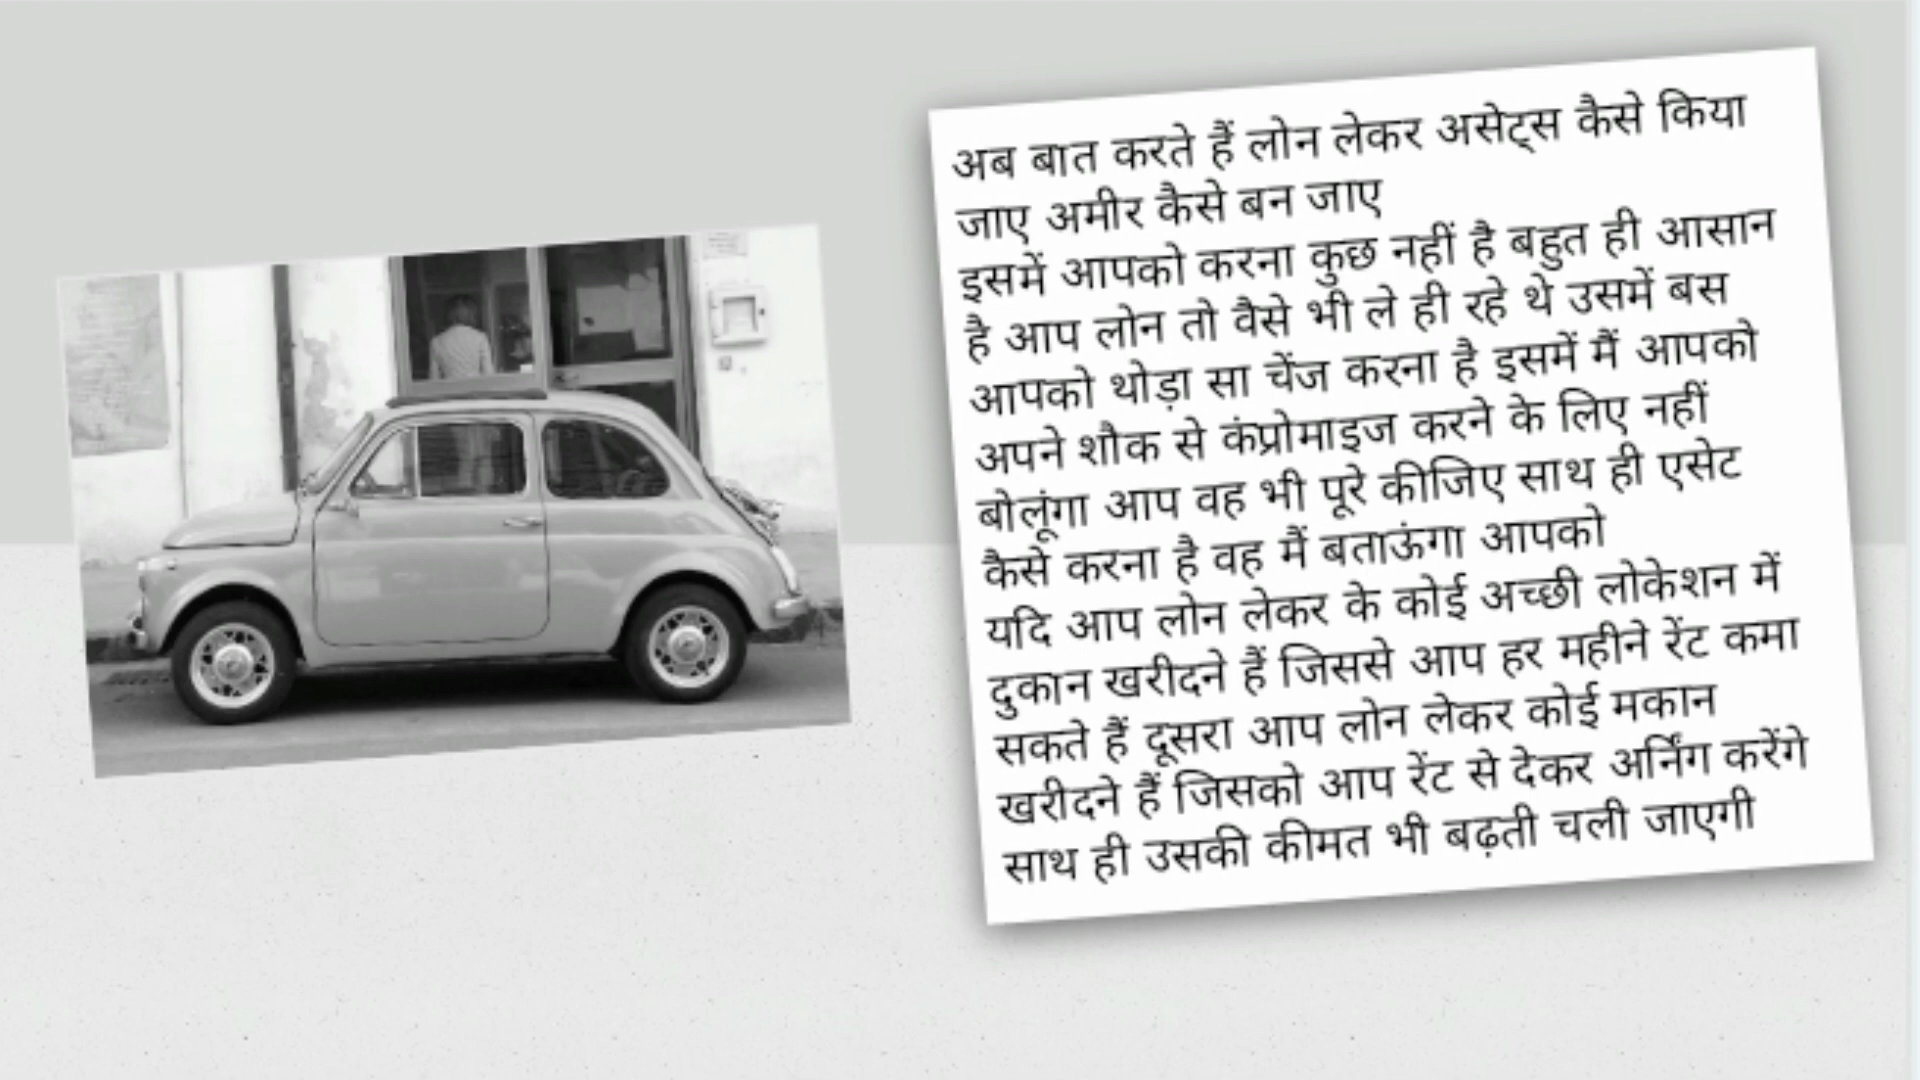 अब बात करते हैं लोन लेकर असेट्स कैसे किया
जाए अमीर कैसे बन जाए
इसमें आपको करना कुछ नहीं है बहुत ही आसान
है आप लोन तो वैसे भी ले ही रहे थे उसमें बस
आपको थोड़ा सा चेंज करना है इसमें मैं आपको
अपने शौक से कंप्रोमाइज करने के लिए नहीं
बोलूंगा आप वह भी पूरे कीजिए साथ ही एसेट
कैसे करना है वह मैं बताऊंगा आपको
यदि आप लोन लेकर के कोई अच्छी लोकेशन में
दुकान खरीदने हैं जिससे आप हर महीने रेंट कमा
सकते हैं दूसरा आप लोन लेकर कोई मकान
खरीदने हैं जिसको आप रेंट से देकर अर्निंग करेंगे
साथ ही उसकी कीमत भी बढ़ती चली जाएगी